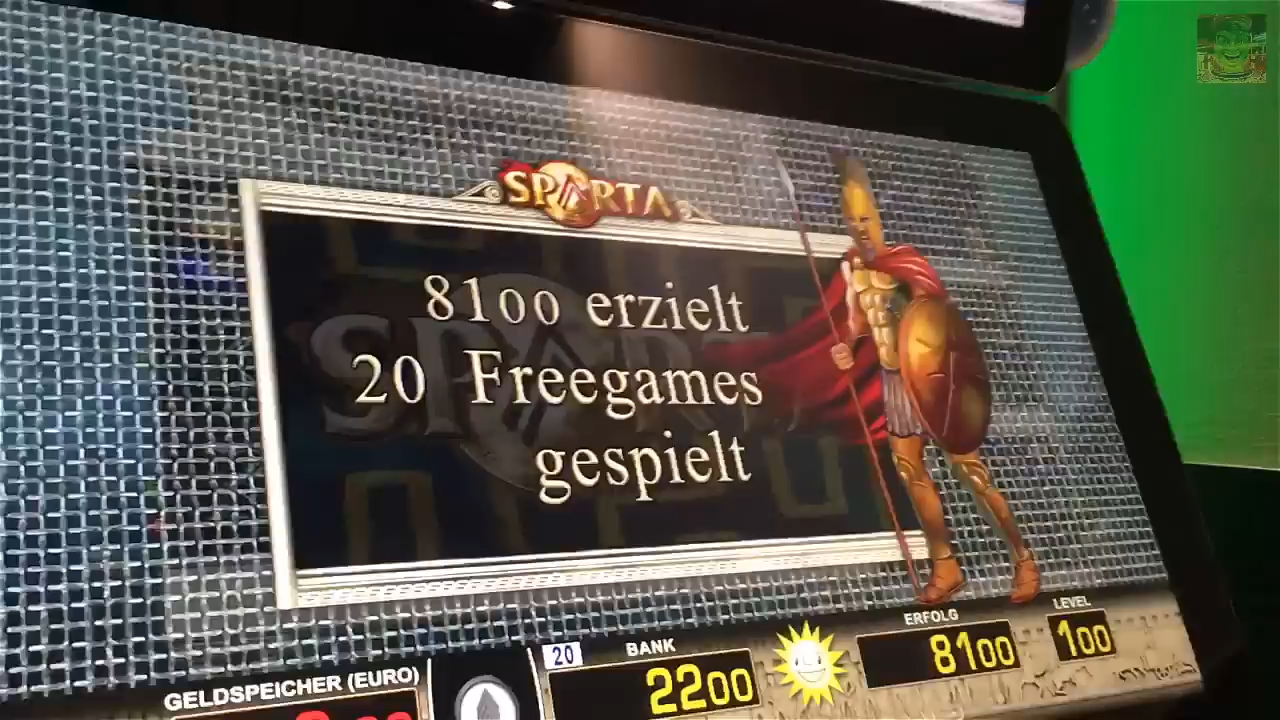 SPARTA
8100 erzielt
20 Freegames
gespielt
GELDSPEICHER (EURO)
20
BANK
2200
ERFOLG
8100
LEVEL
100